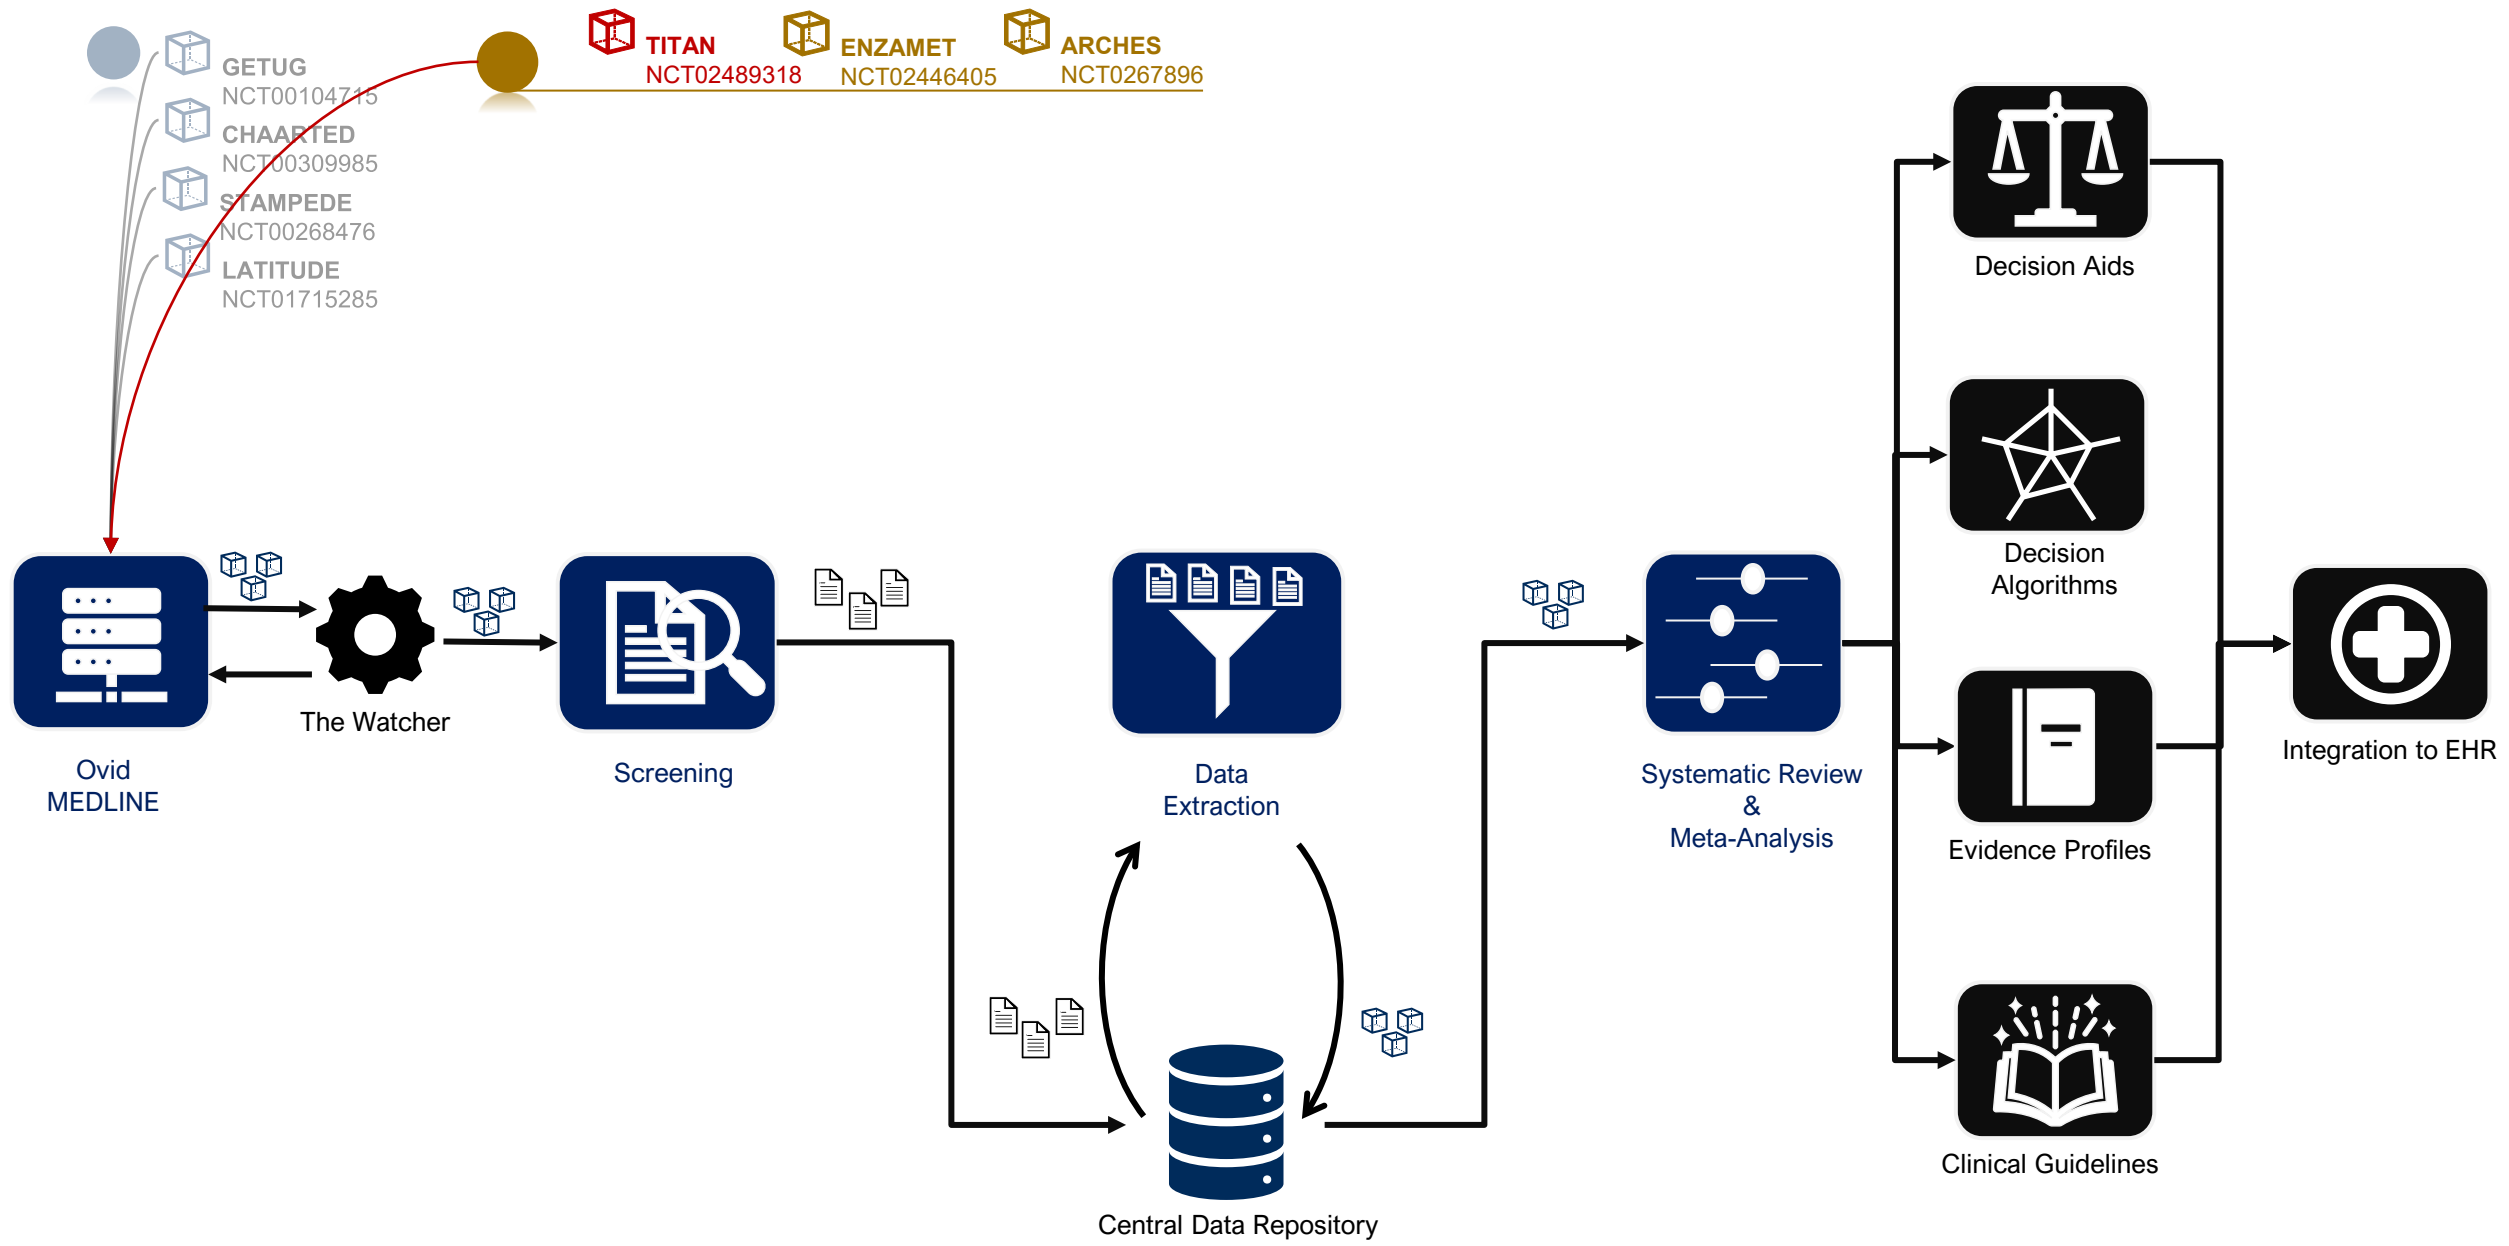 GETUG
NCT00104715
CHAARTED
NCT00309985
STAMPEDE
NCT00268476
LATITUDE
NCT01715285
TITAN
NCT02489318
ENZAMET
NCT02446405
ARCHES
NCT0267896
Ovid
MEDLINE
The Watcher
Screening
Data
Extraction
Central Data Repository
Systematic Review
&
Meta-Analysis
Decision Aids
Decision
Algorithms
Evidence Profiles
Clinical Guidelines
Integration to EHR